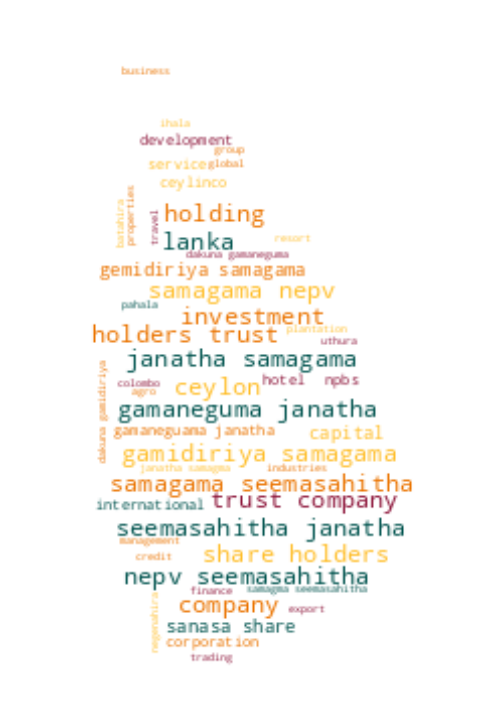 business
ihala
development
group
service global
ceylinco
batahira
properties
travel
holding
lanka
resort
dakuna gamaneguma
gemidiriya samagama
samagama nepv
pahala
investment
holders trust
plantation
uthura
janatha samagama
dakuna gamidiriya
colombo
agro
ceylon
hotel
npbs
gamaneguma janatha
gamaneguama janatha
capital
gamidiriya samagama
janatha samagma
industries
samagama seemasahitha
international
trust company
seemasahitha janatha
management
credit
share holders
nepv seemasahitha
finance
samagma seemasahitha
negenahira
company
export
sanasa share
corporation
trading